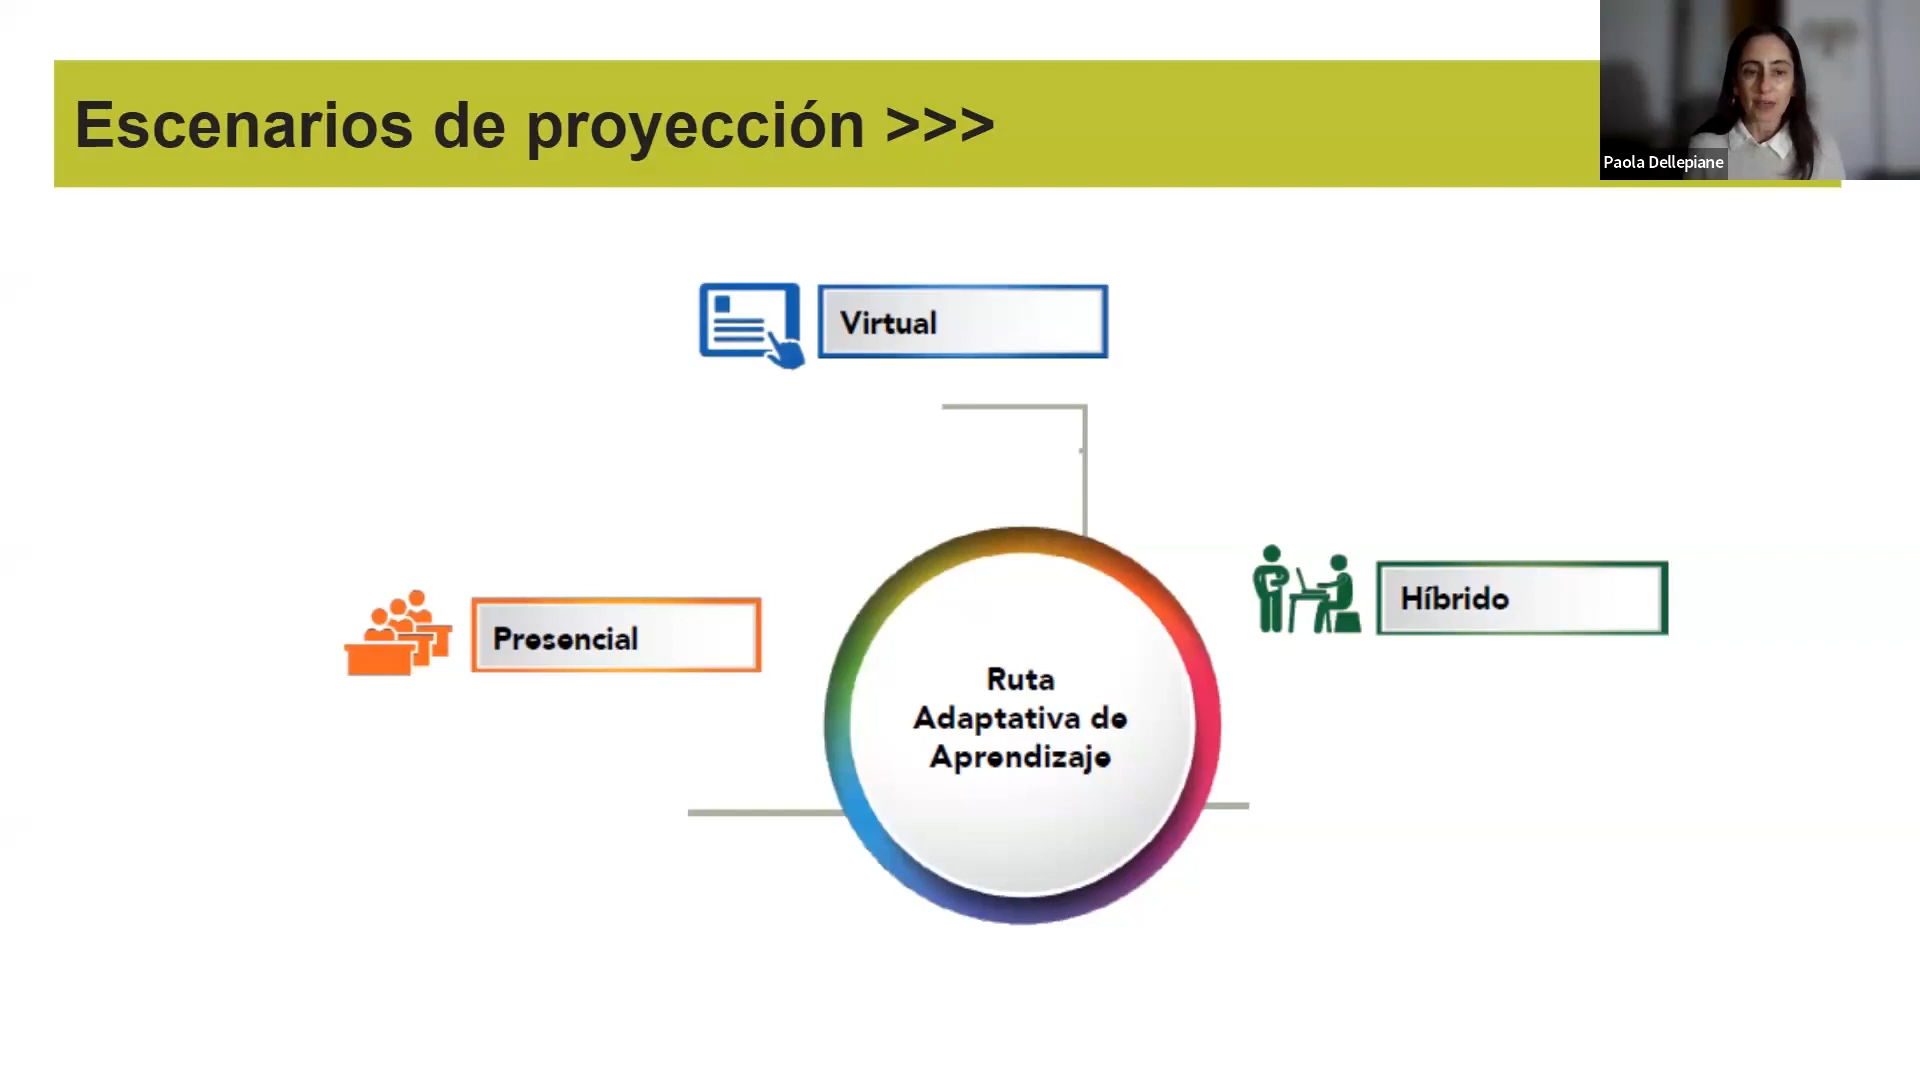 Escenarios de proyección >>>
Paola Dellepiane
Virtual
Híbrido
Presencial
Ruta
Adaptativa de
Aprendizaje